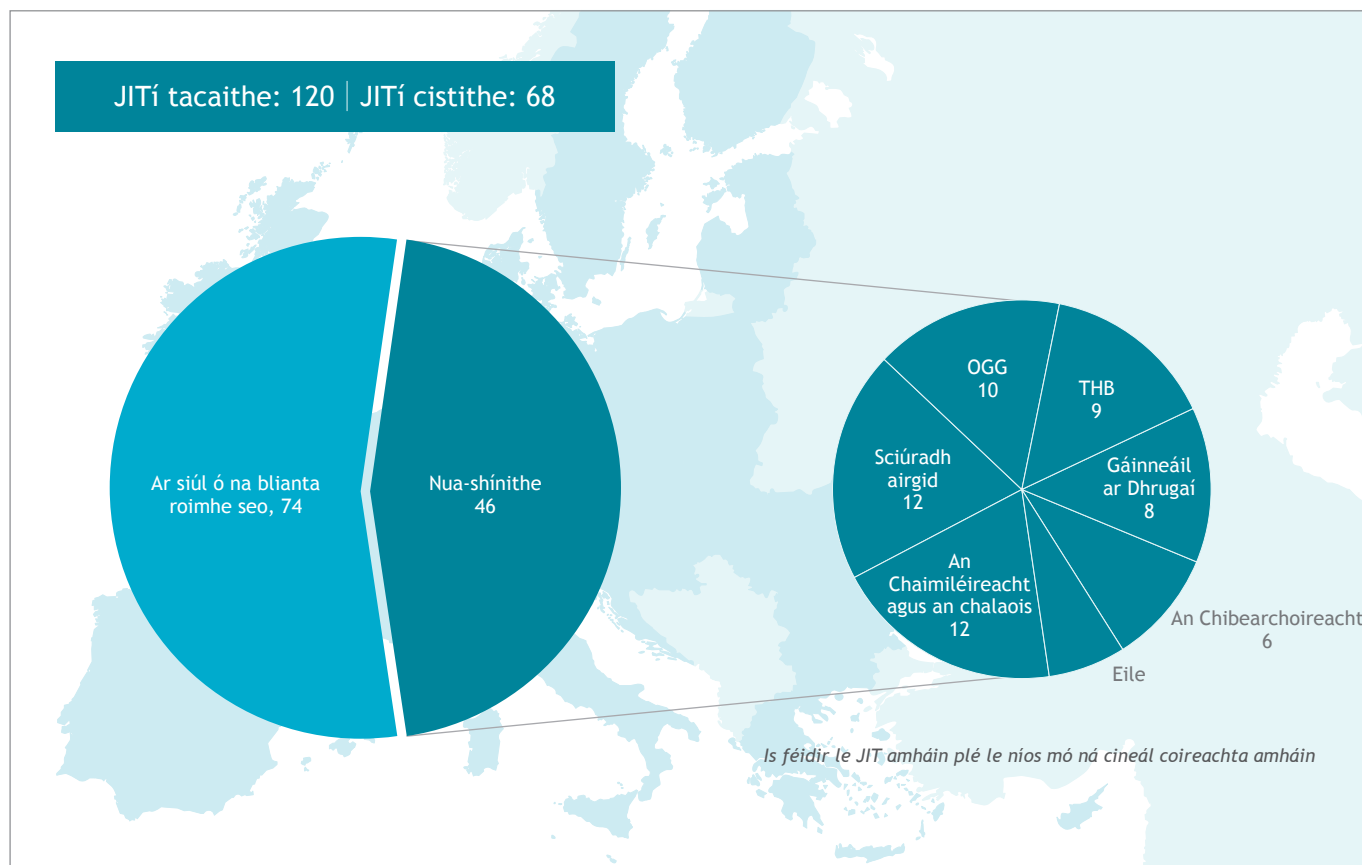 JITí tacaithe: 120 | JITí cistithe: 68
Ar siúl ó na blianta
roimhe seo, 74
Nua-shínithe
46
OGG
10
THB
9
Gáinneáil
ar Dhrugaí
8
An Chibearchoireacht
6
Eile
An
Chaimiléireacht
agus an chalaois
12
Sciúradh
airgid
12
Is féidir le JIT amháin plé le níos mó ná cineál coireachta amháin